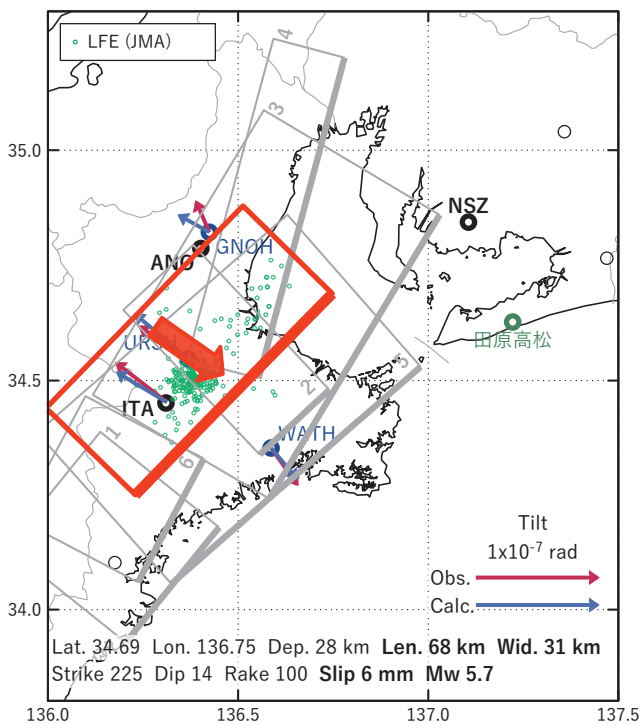 LFE (JMA)
4
3
35.0
NSZ
GNOH
ANO
田原高松
5
34.5
2
ITA
WATH
1
6
Tilt
1x10-7 rad
Obs.
Calc.
34.0
Lat. 34.69 Lon. 136.75 Dep. 28 km Len. 68 km Wid. 31 km
Strike 225 Dip 14 Rake 100 Slip 6 mm Mw 5.7
136.0 136.5 137.0 137.5